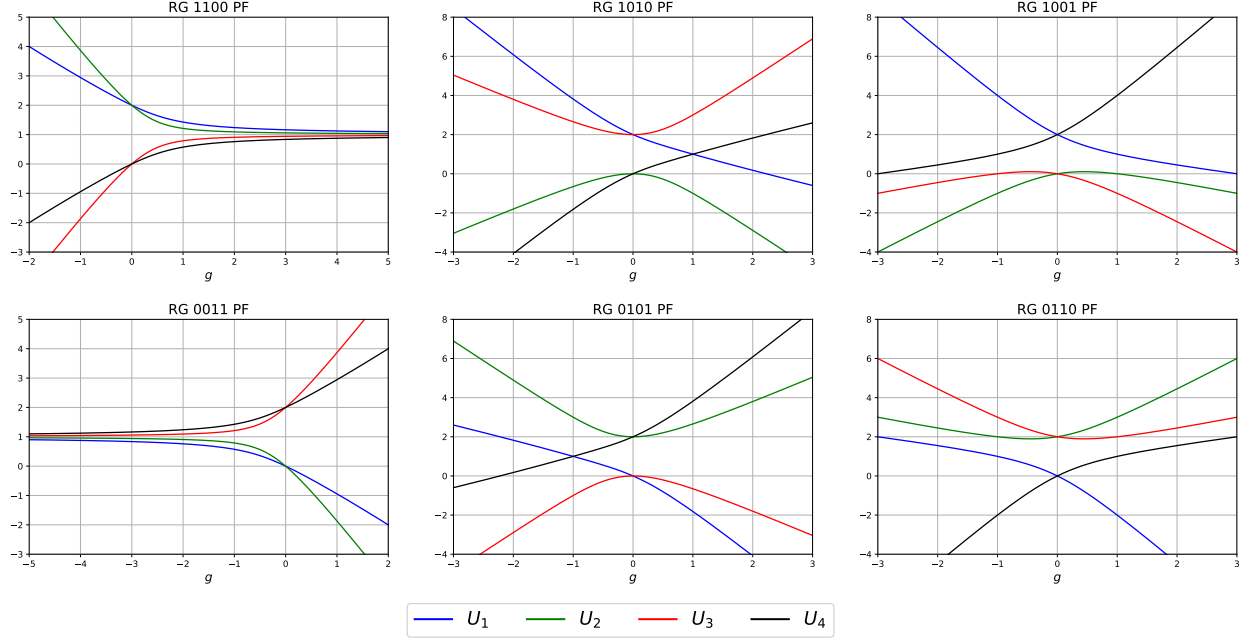 RG 1100 PF
RG 1010 PF
RG 1001 PF
5
4
3
2
1
0
−1
−2
−3
−2 −1 0 1 2 3 4 5
g
8
6
4
2
0
−2
−4
−3 −2 −1 0 1 2 3
g
8
6
4
2
0
−2
−4
−3 −2 −1 0 1 2 3
g
RG 0011 PF
RG 0101 PF
RG 0110 PF
5
4
3
2
1
0
−1
−2
−3
−5 −4 −3 −2 −1 0 1 2
g
8
6
4
2
0
−2
−4
−3 −2 −1 0 1 2 3
g
8
6
4
2
0
−2
−4
−3 −2 −1 0 1 2 3
g
U₁ U₂ U₃ U₄